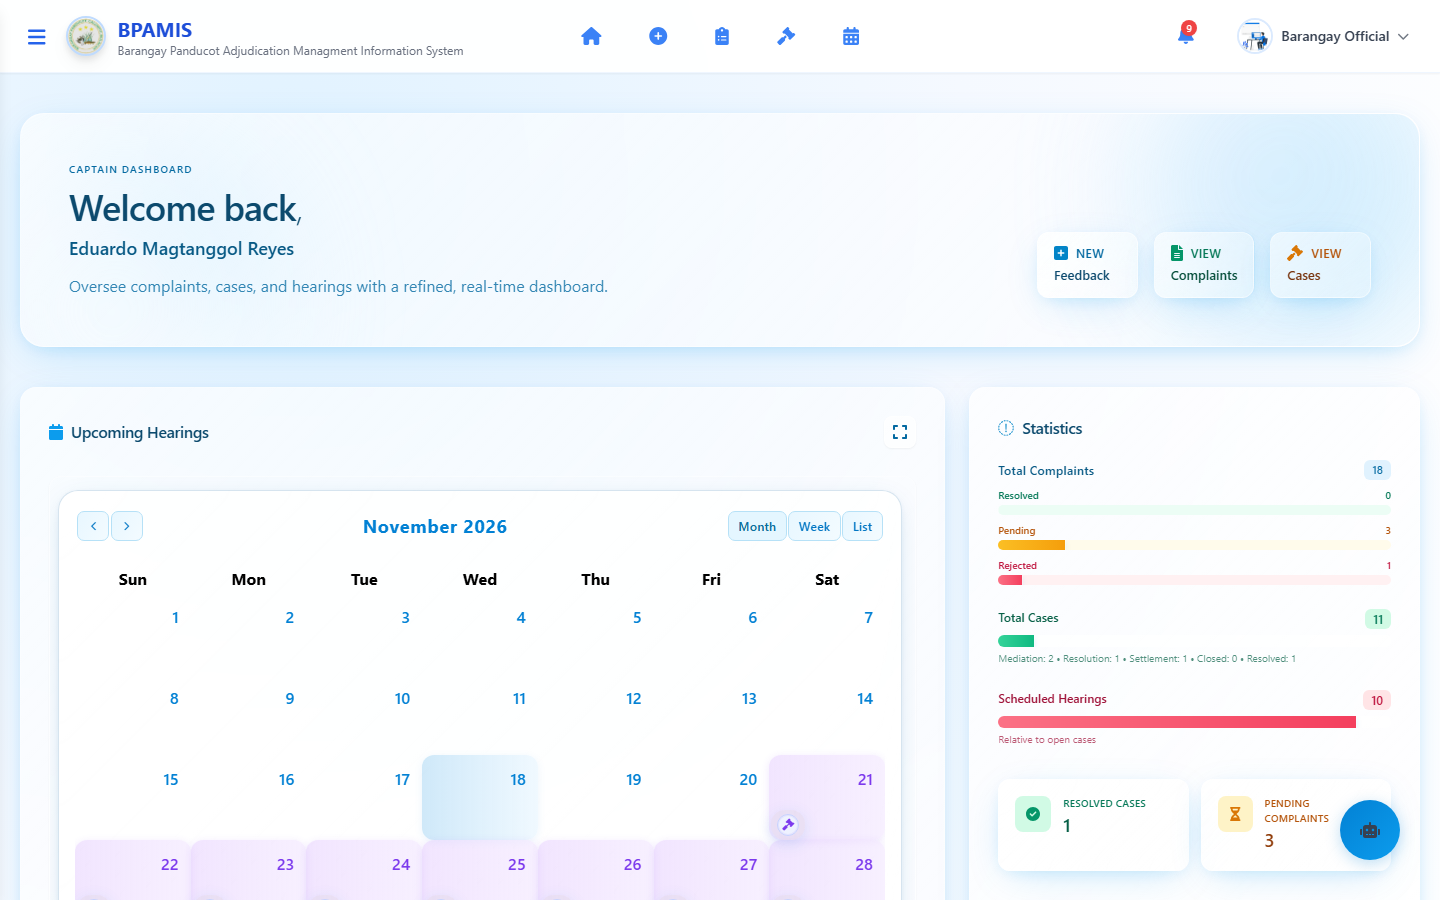 BPAMIS
Barangay Panducot Adjudication Managment Information System
9
Barangay Official
CAPTAIN DASHBOARD
Welcome back,
Eduardo Magtanggol Reyes
Oversee complaints, cases, and hearings with a refined, real-time dashboard.
NEW
Feedback
VIEW
Complaints
VIEW
Cases
Upcoming Hearings
November 2026
Month
Week
List
Sun Mon Tue Wed Thu Fri Sat
1 2 3 4 5 6 7
8 9 10 11 12 13 14
15 16 17 18 19 20 21
22 23 24 25 26 27 28
Statistics
Total Complaints 18
Resolved 0
Pending 3
Rejected 1
Total Cases 11
Mediation: 2 • Resolution: 1 • Settlement: 1 • Closed: 0 • Resolved: 1
Scheduled Hearings 10
Relative to open cases
RESOLVED CASES
1
PENDING
COMPLAINTS
3